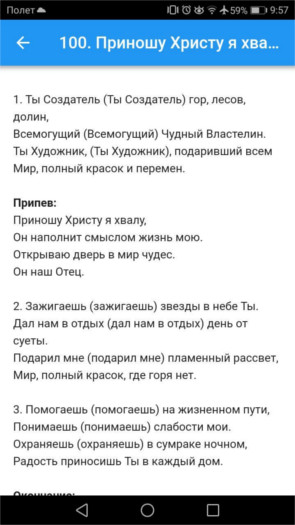 Полет 59% 9:57
100. Приношу Христу я хва...
1. Ты Создатель (Ты Создатель) гор, лесов,
долин,
Всемогущий (Всемогущий) Чудный Властелин.
Ты Художник, (Ты Художник), подаривший всем
Мир, полный красок и перемен.
Припев:
Приношу Христу я хвалу,
Он наполнит смыслом жизнь мою.
Открываю дверь в мир чудес.
Он наш Отец.
2. Зажигаешь (зажигаешь) звезды в небе Ты.
Дал нам в отдых (дал нам в отдых) день от
суеты.
Подарил мне (подарил мне) пламенный рассвет,
Мир, полный красок, где горя нет.
3. Помогаешь (помогаешь) на жизненном пути,
Понимаешь (понимаешь) слабости мои.
Охраняешь (охраняешь) в сумраке ночном,
Радость приносишь Ты в каждый дом.
Окончание: